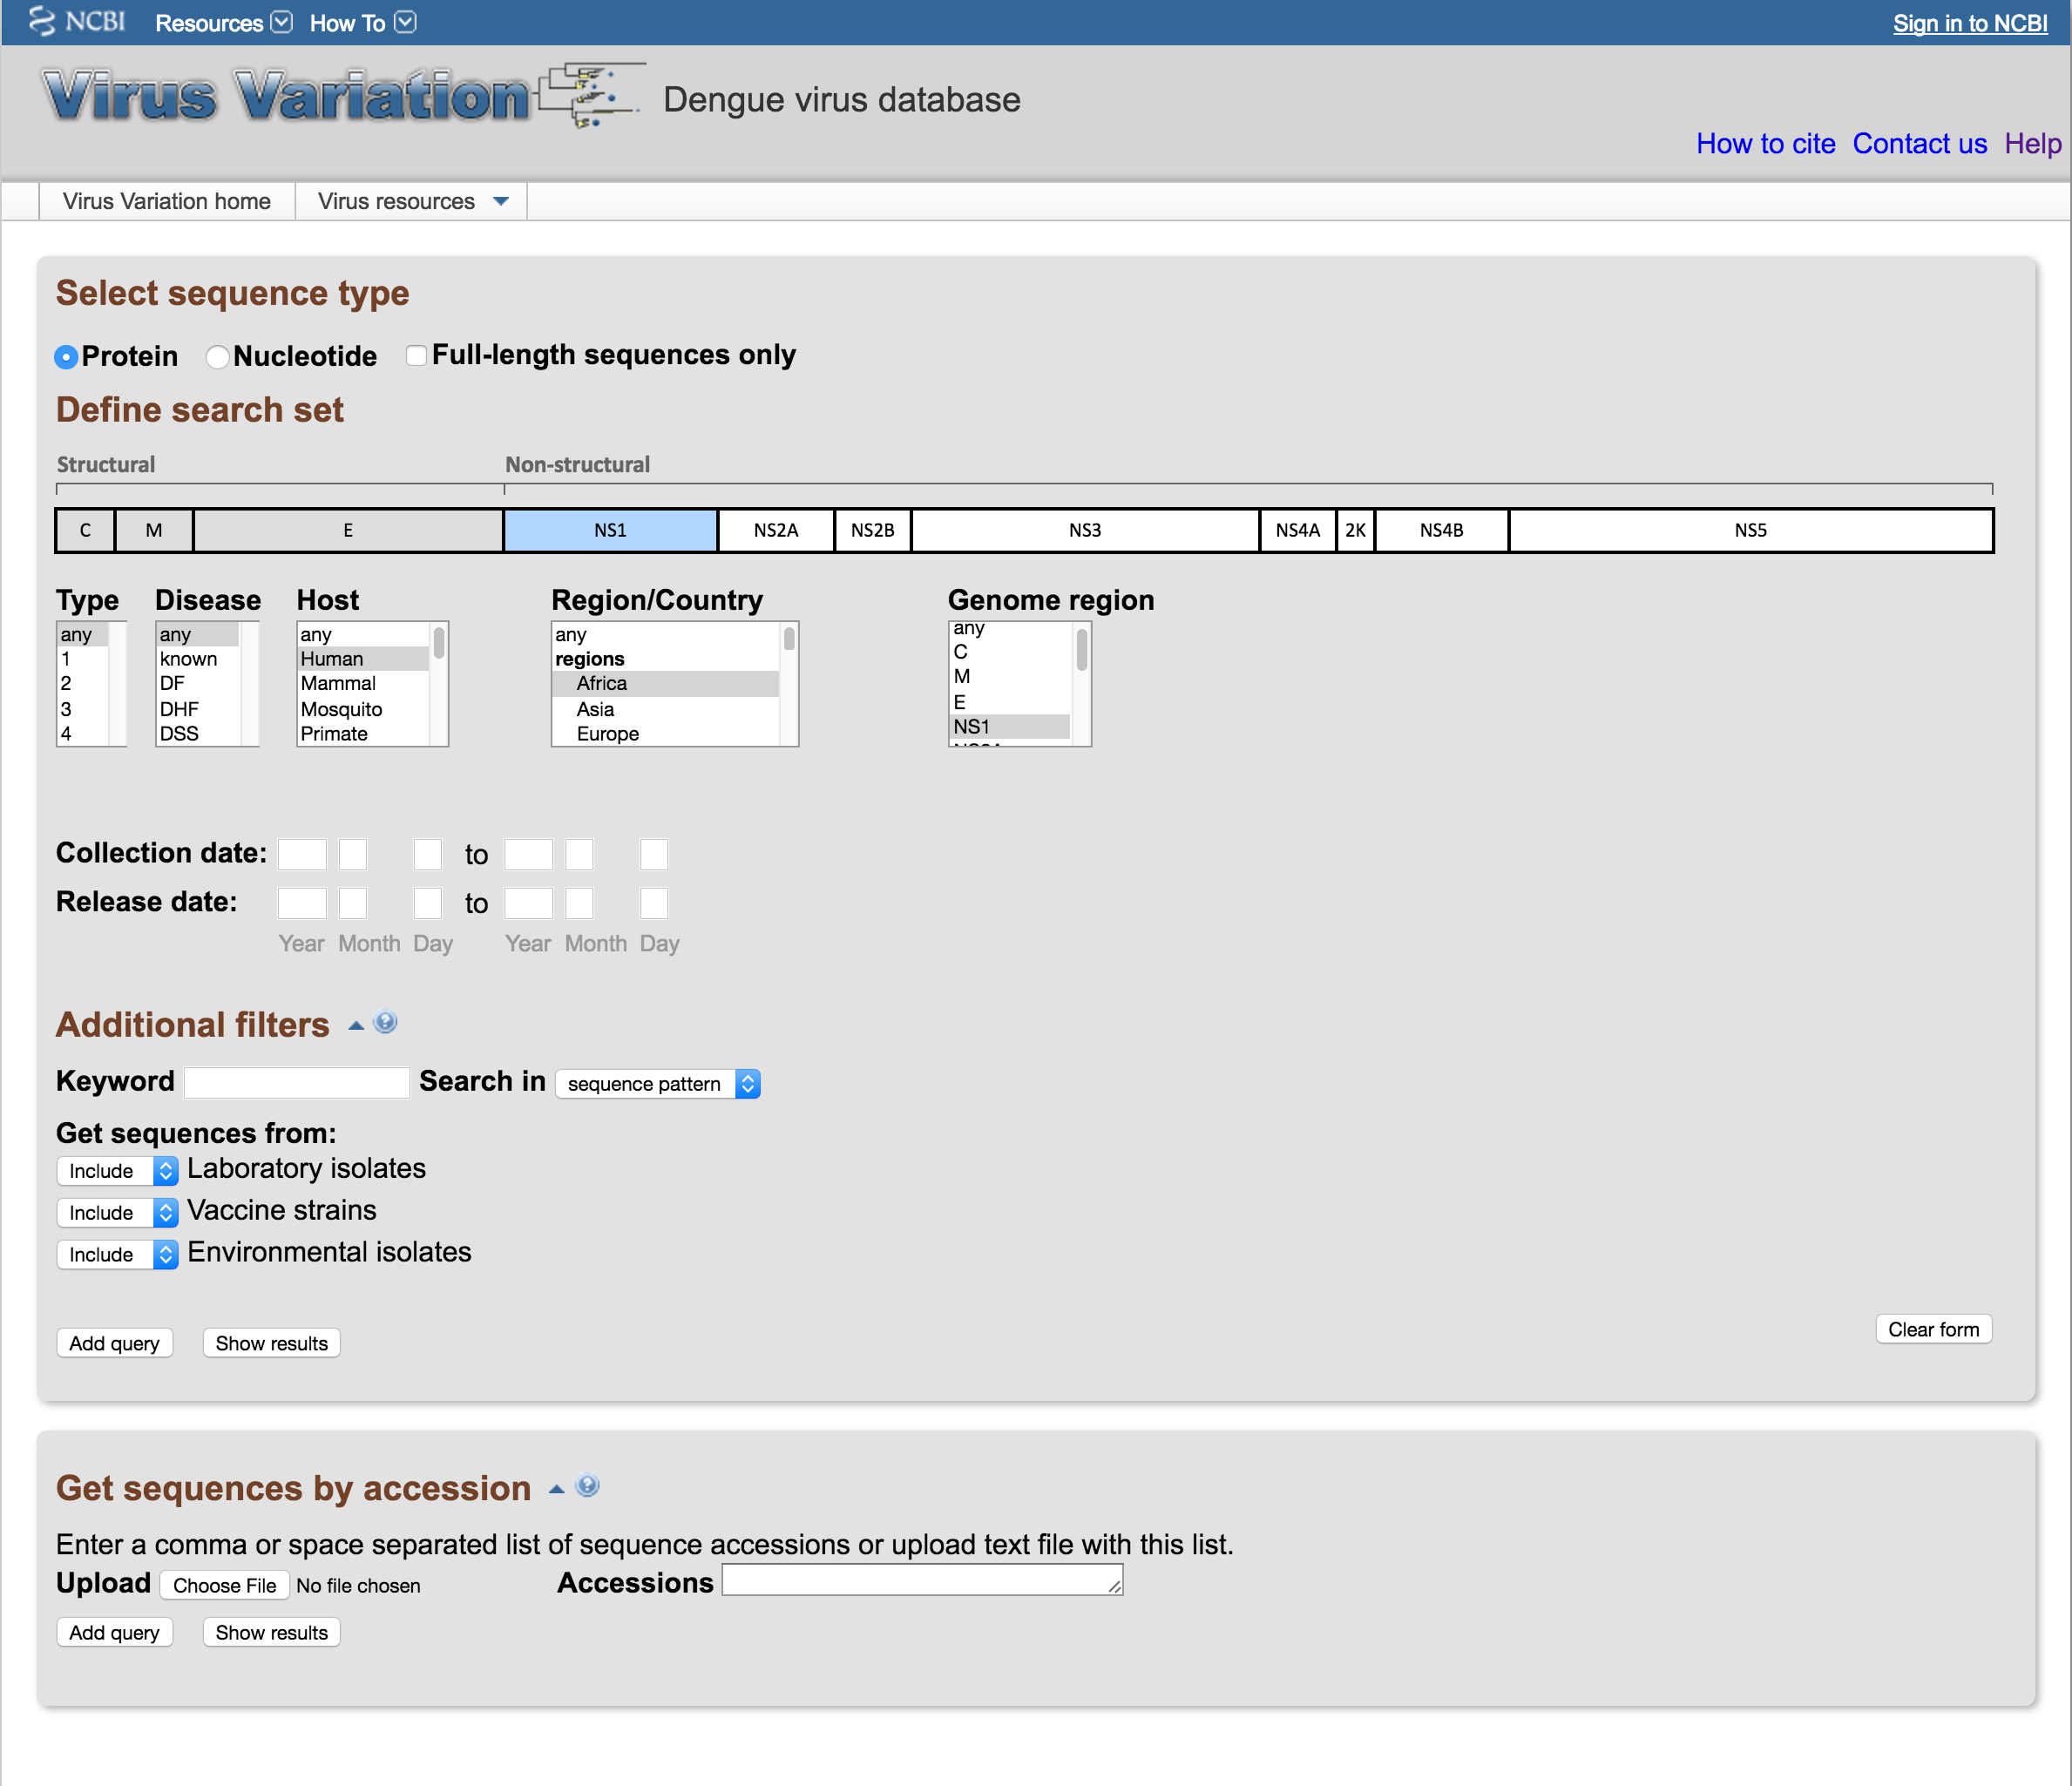 NCBI Resources How To Sign in to NCBI
Virus Variation Dengue virus database
How to cite Contact us Help
Virus Variation home Virus resources
Select sequence type
Protein Nucleotide Full-length sequences only
Define search set
Structural Non-structural
C M E NS1 NS2A NS2B NS3 NS4A 2K NS4B NS5
Type Disease Host Region/Country Genome region
any any any any any
1 known Human regions C
2 DF Mammal Africa M
3 DHF Mosquito Asia E
4 DSS Primate Europe NS1
Collection date: to
Release date: to
Year Month Day Year Month Day
Additional filters ?
Keyword Search in sequence pattern
Get sequences from:
Include Laboratory isolates
Include Vaccine strains
Include Environmental isolates
Clear form
Add query Show results
Get sequences by accession ?
Enter a comma or space separated list of sequence accessions or upload text file with this list.
Upload Choose File No file chosen Accessions
Add query Show results